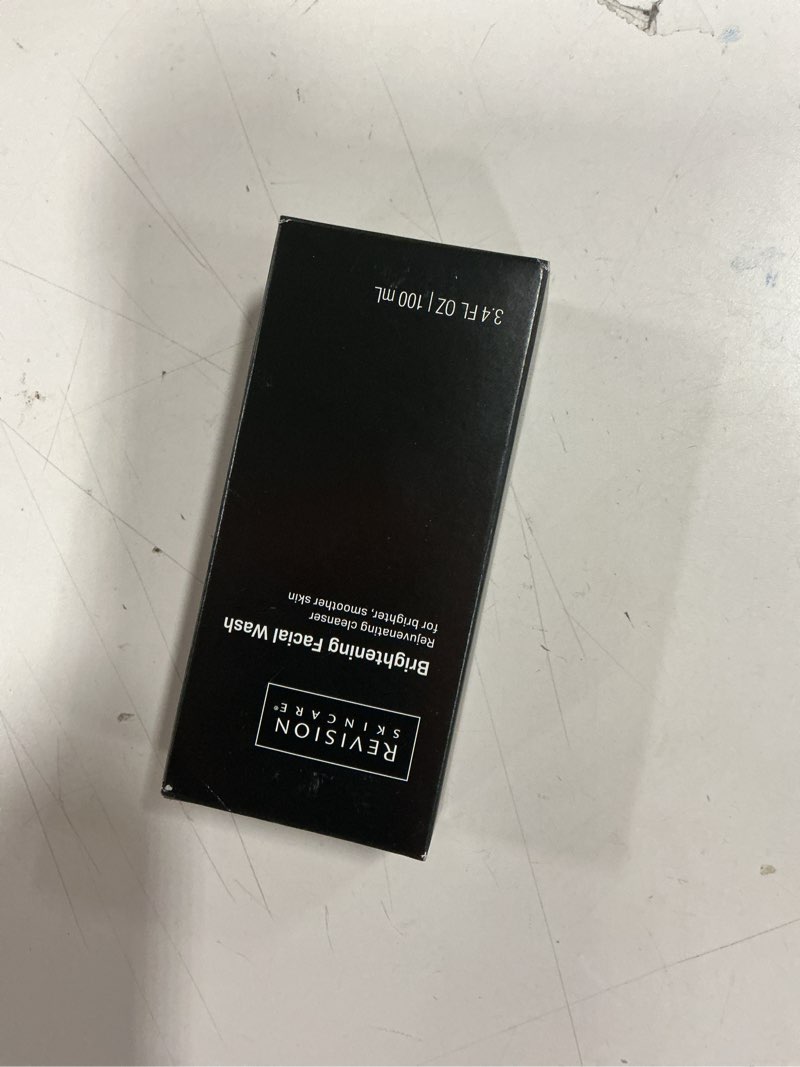 REVISION
SKINCARE®
Brightening Facial Wash
Rejuvenating cleanser
for brighter, smoother skin
3.4 FL OZ | 100 mL